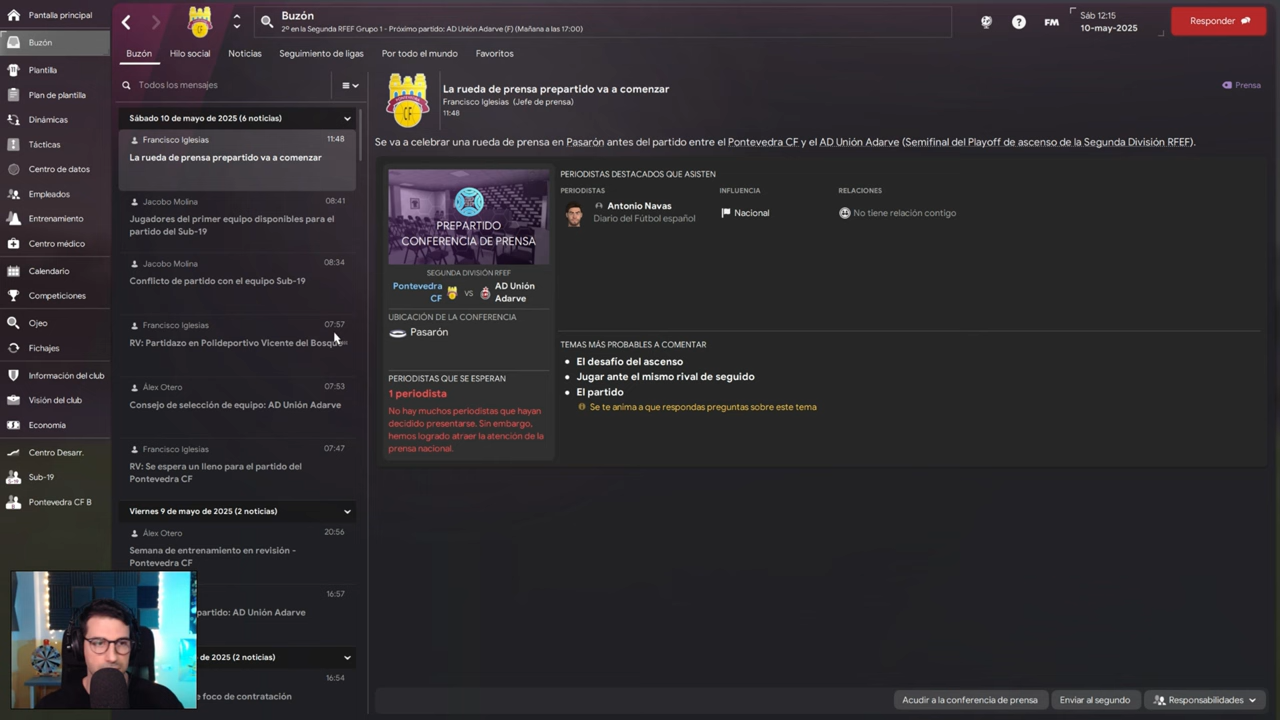 Pantalla principal
Buzón
Plantilla
Plan de plantilla
Dinámicas
Tácticas
Centro de datos
Empleados
Entrenamiento
Centro médico
Calendario
Competiciones
Ojeo
Fichajes
Información del club
Visión del club
Economía
Centro Desarr.
Sub-19
Pontevedra CF B
Buzón
2º en la Segunda RFEF Grupo 1 - Próximo partido: AD Unión Adarve (F) (Mañana a las 17:00)
FM
Sáb 12:15
10-may-2025
Responder
Buzón
Hilo social
Noticias
Seguimiento de ligas
Por todo el mundo
Favoritos
Todos los mensajes
Sábado 10 de mayo de 2025 (6 noticias)
Francisco Iglesias 11:48
La rueda de prensa prepartido va a comenzar
Jacobo Molina 08:41
Jugadores del primer equipo disponibles para el
partido del Sub-19
Jacobo Molina 08:34
Conflicto de partido con el equipo Sub-19
Francisco Iglesias 07:57
RV: Partidazo en Polideportivo Vicente del Bosque
Álex Otero 07:53
Consejo de selección de equipo: AD Unión Adarve
Francisco Iglesias 07:47
RV: Se espera un lleno para el partido del
Pontevedra CF
Viernes 9 de mayo de 2025 (2 noticias)
Álex Otero 20:56
Semana de entrenamiento en revisión -
Pontevedra CF
16:57
partido: AD Unión Adarve
de 2025 (2 noticias)
16:54
foco de contratación
La rueda de prensa prepartido va a comenzar
Francisco Iglesias (Jefe de prensa)
11:48
Prensa
Se va a celebrar una rueda de prensa en Pasarón antes del partido entre el Pontevedra CF y el AD Unión Adarve (Semifinal del Playoff de ascenso de la Segunda División RFEF).
PREPARTIDO
CONFERENCIA DE PRENSA
SEGUNDA DIVISIÓN RFEF
Pontevedra
CF
VS
AD Unión
Adarve
UBICACIÓN DE LA CONFERENCIA
Pasarón
PERIODISTAS QUE SE ESPERAN
1 periodista
No hay muchos periodistas que hayan
decidido presentarse. Sin embargo,
hemos logrado atraer la atención de la
prensa nacional.
PERIODISTAS DESTACADOS QUE ASISTEN
PERIODISTAS INFLUENCIA RELACIONES
Antonio Navas
Diario del Fútbol español
Nacional
No tiene relación contigo
TEMAS MÁS PROBABLES A COMENTAR
El desafío del ascenso
Jugar ante el mismo rival de seguido
El partido
Se te anima a que respondas preguntas sobre este tema
Acudir a la conferencia de prensa
Enviar al segundo
Responsabilidades